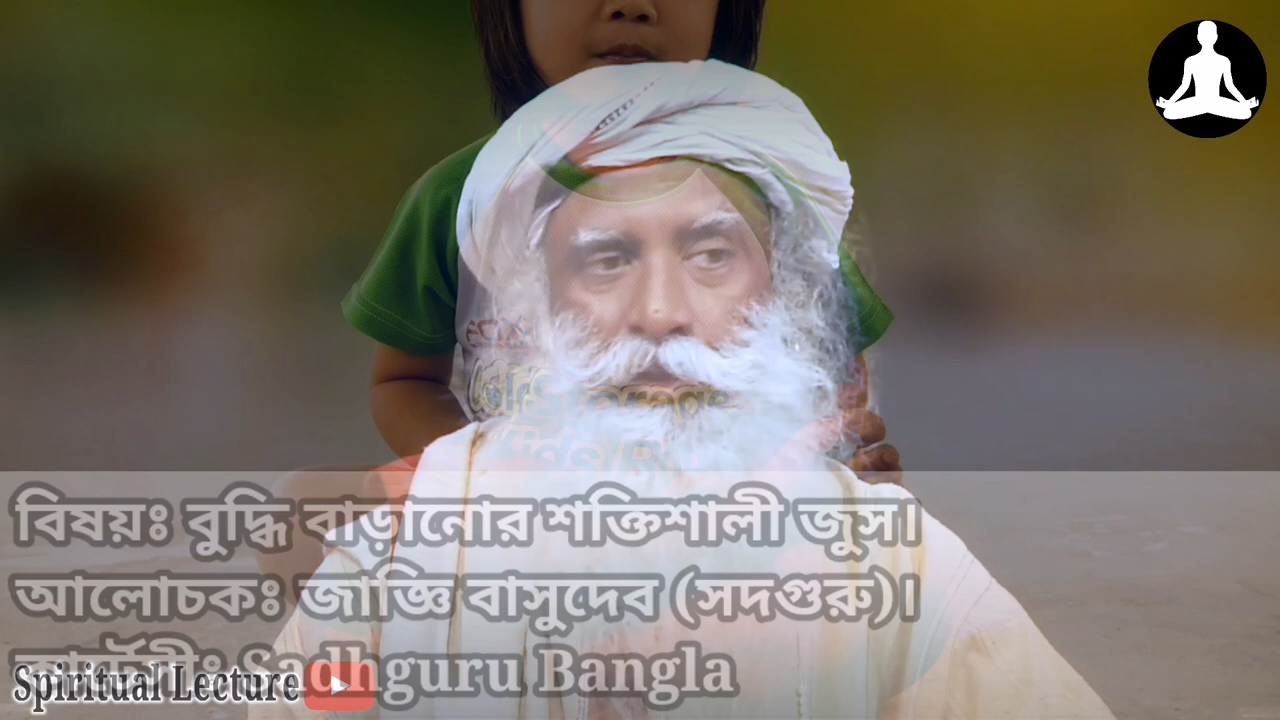 বিষয়ঃ বুদ্ধি বাড়ানোর শক্তিশালী জুস।
আলোচকঃ জাজ্ঞি বাসুদেব (সদগুরু)।
Sadhguru Bangla
Spiritual Lecture